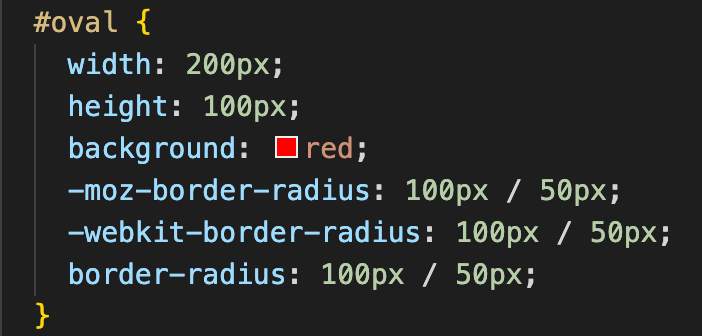 #oval {
  width: 200px;
  height: 100px;
  background: red;
  -moz-border-radius: 100px / 50px;
  -webkit-border-radius: 100px / 50px;
  border-radius: 100px / 50px;
}